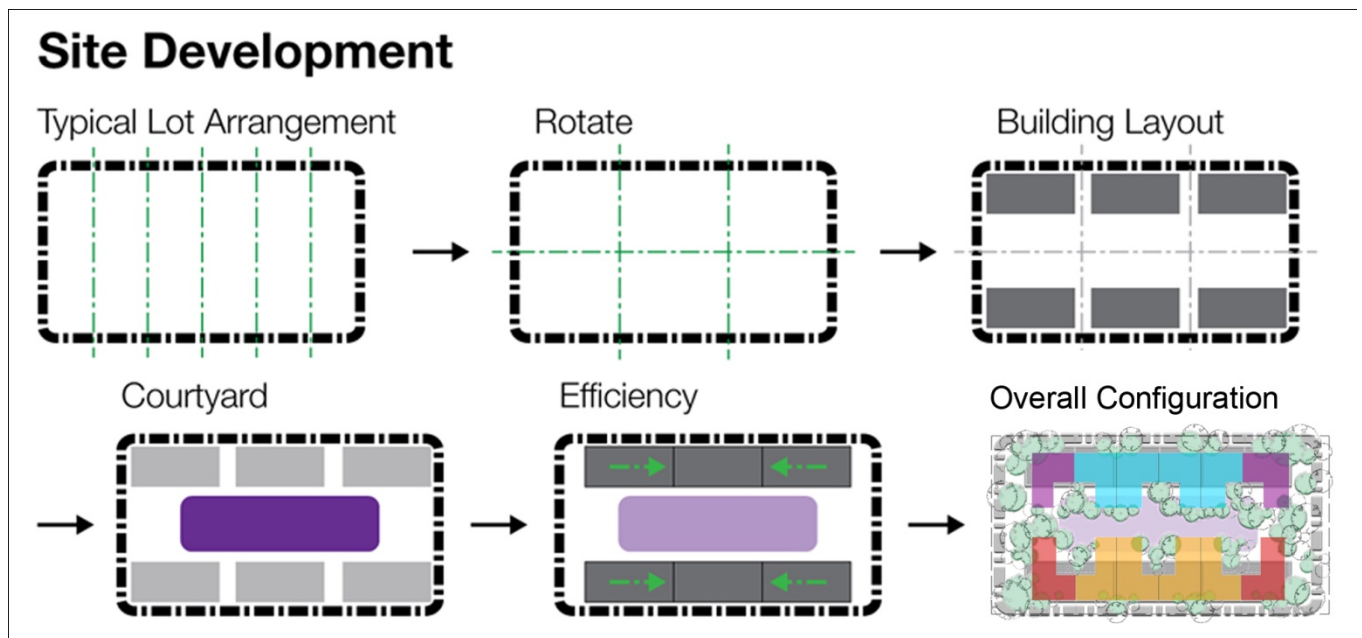 Site Development
Typical Lot Arrangement
Rotate
Building Layout
Courtyard
Efficiency
Overall Configuration